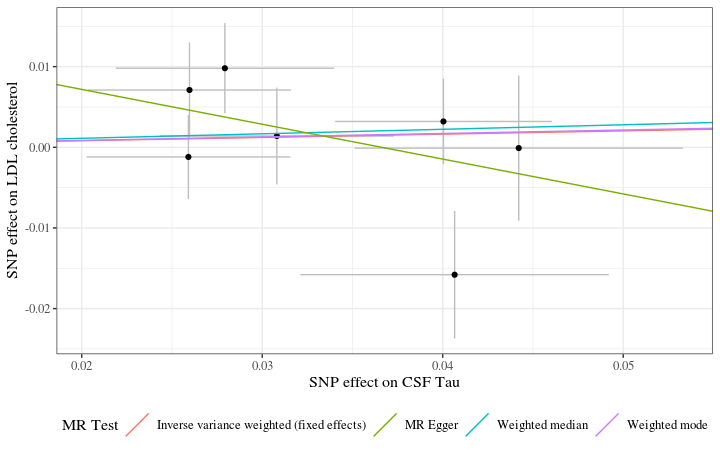 SNP effect on LDL cholesterol
0.01
0.00
-0.01
-0.02
0.02 0.03 0.04 0.05
SNP effect on CSF Tau
MR Test Inverse variance weighted (fixed effects) MR Egger Weighted median Weighted mode